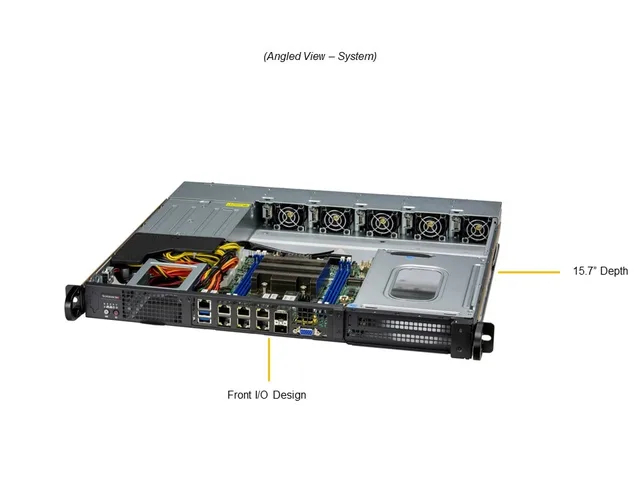 (Angled View – System)
15.7” Depth
Front I/O Design